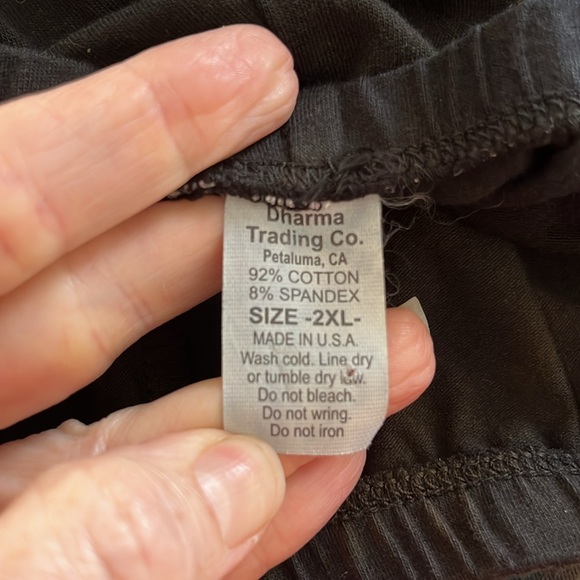 Dharma
Trading Co.
Petaluma, CA
92% COTTON
8% SPANDEX
SIZE -2XL-
MADE IN U.S.A.
Wash cold. Line dry
or tumble dry low.
Do not bleach.
Do not wring.
Do not iron